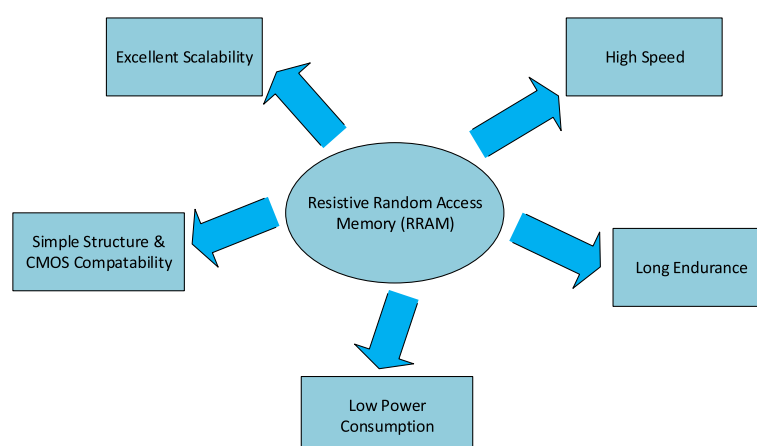 Excellent Scalability
High Speed
Resistive Random Access
Memory (RRAM)
Simple Structure &
CMOS Compatability
Long Endurance
Low Power
Consumption